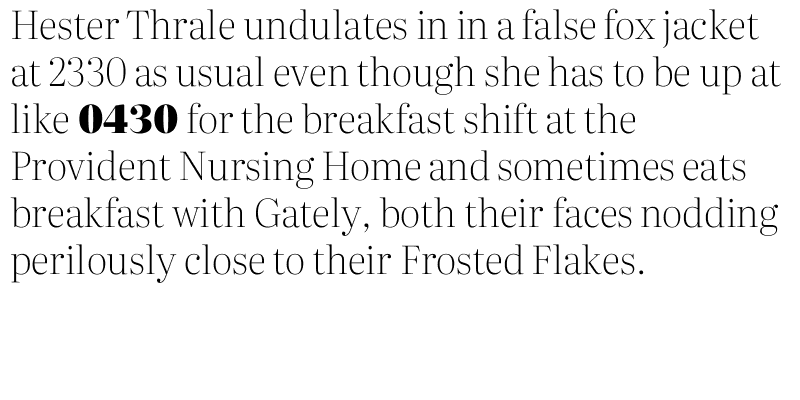 Hester Thrale undulates in in a false fox jacket
at 2330 as usual even though she has to be up at
like 0430 for the breakfast shift at the
Provident Nursing Home and sometimes eats
breakfast with Gately, both their faces nodding
perilously close to their Frosted Flakes.